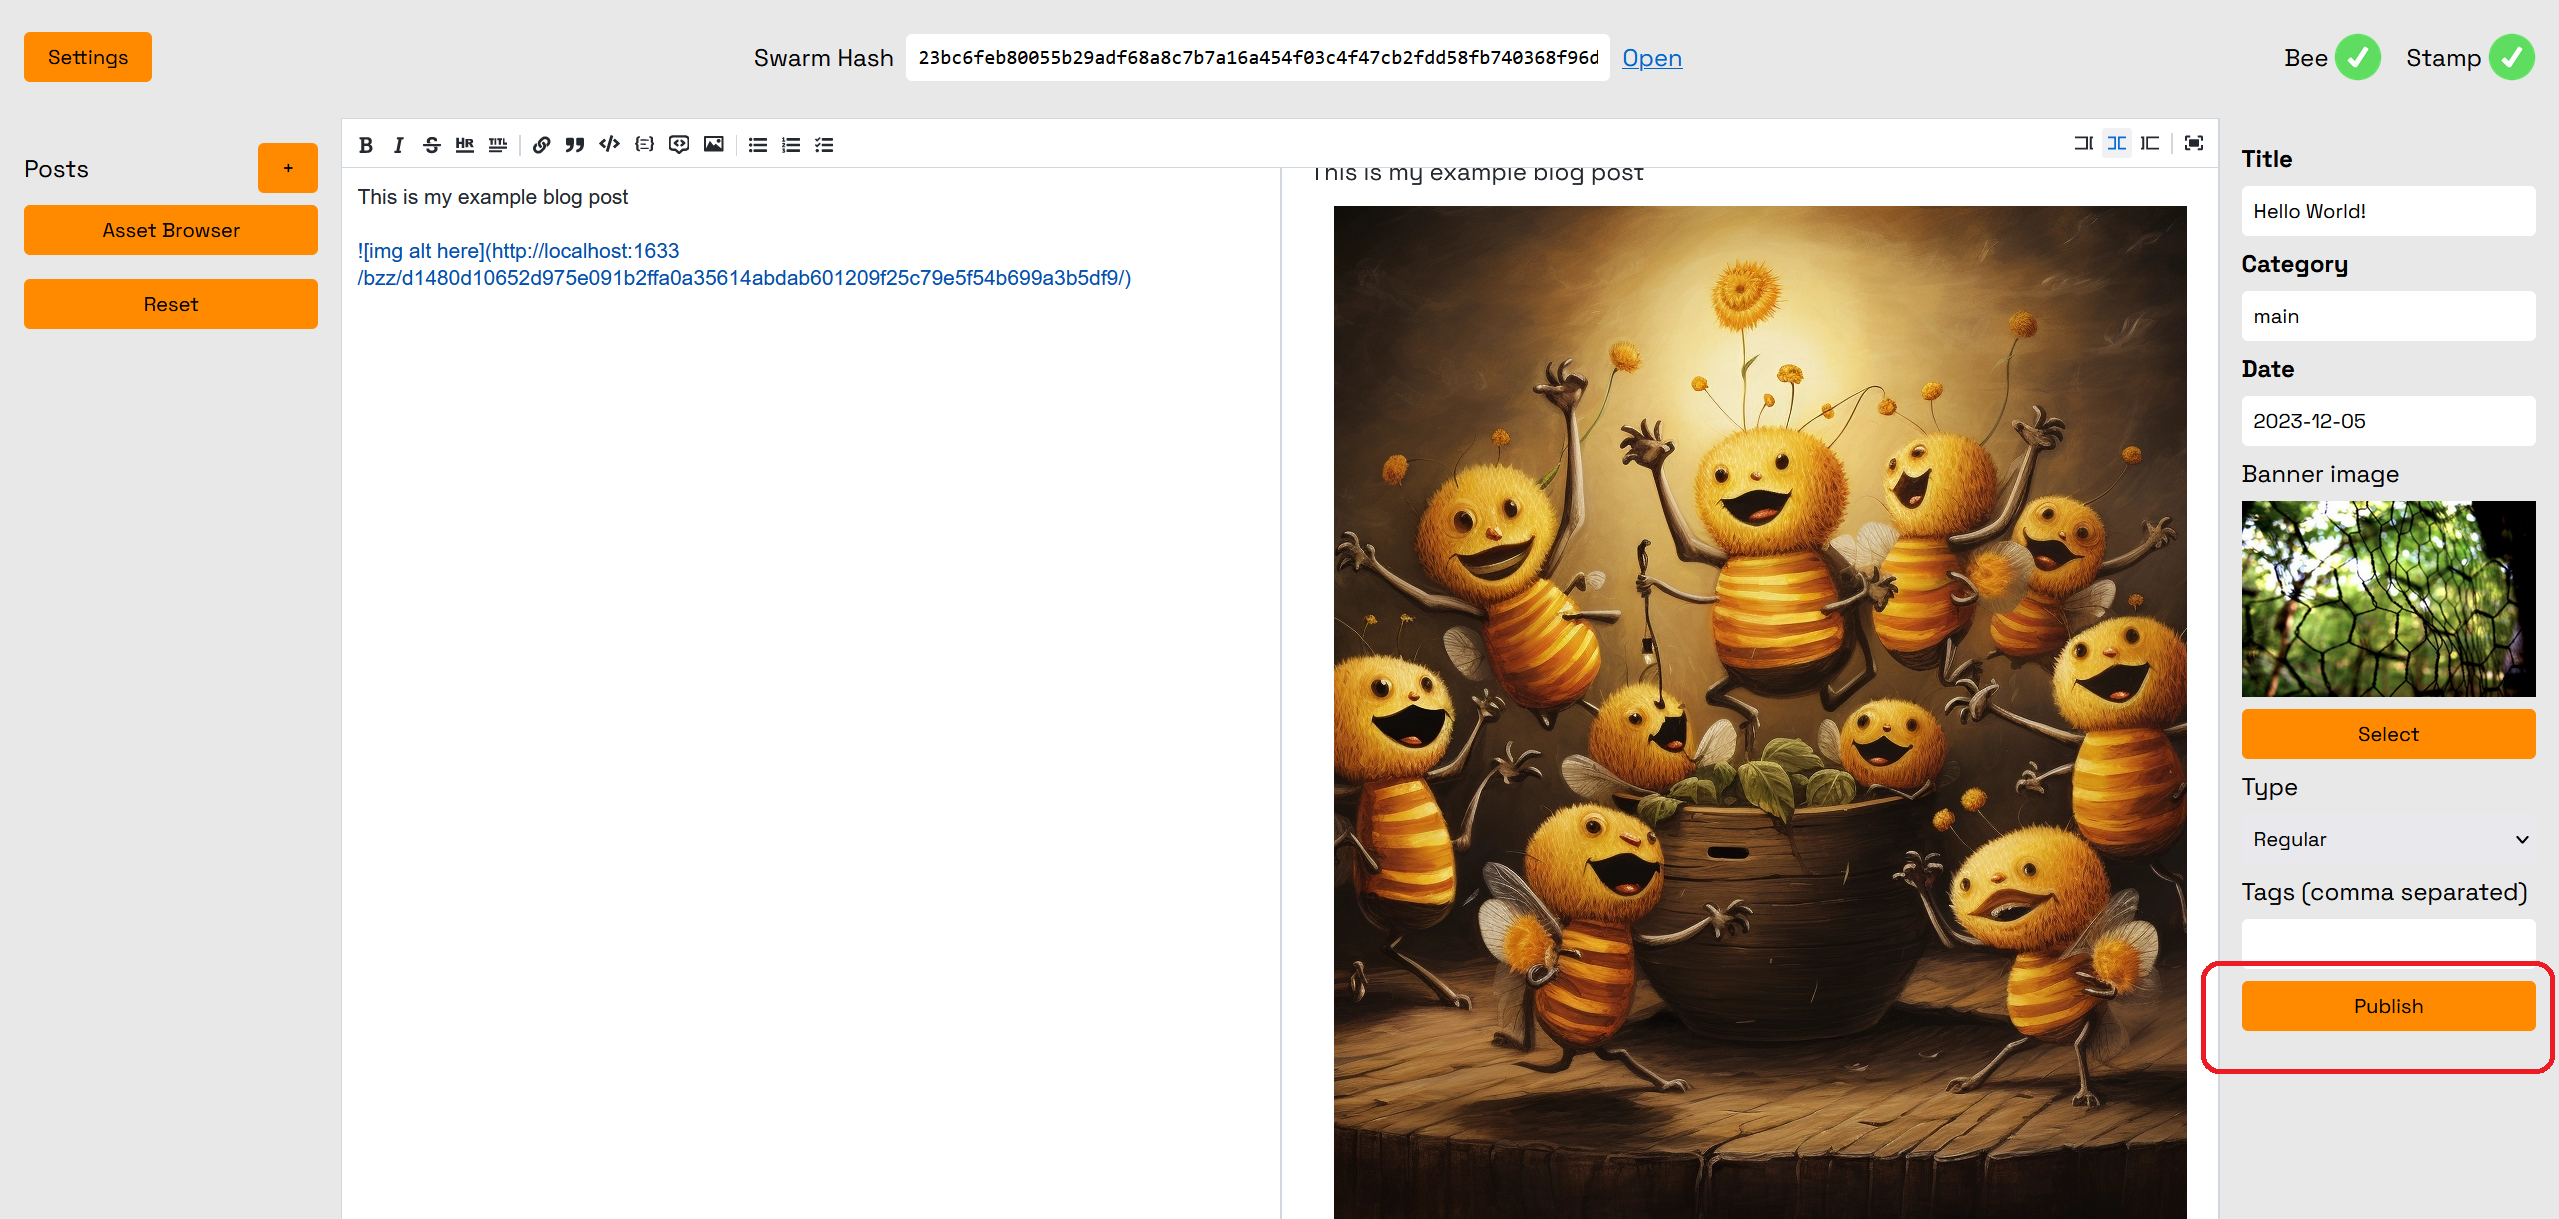 Settings
Swarm Hash 23bc6feb80055b29adf68a8c7b7a16a454f03c4f47cb2fdd58fb740368f96d Open
Bee Stamp
Posts +
Asset Browser
Reset
B I S HR TITL
This is my example blog post
![img alt here](http://localhost:1633
/bzz/d1480d10652d975e091b2ffa0a35614abdab601209f25c79e5f54b699a3b5df9/)
This is my example blog post
Title
Hello World!
Category
main
Date
2023-12-05
Banner image
Select
Type
Regular
Tags (comma separated)
Publish